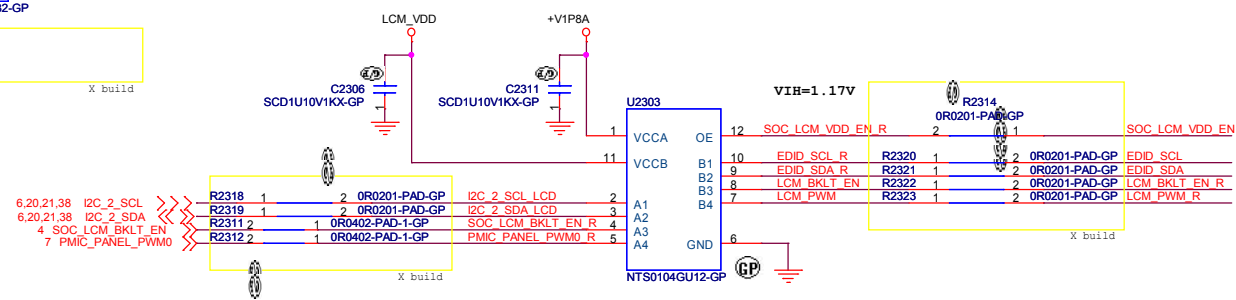 2-GP
X build
LCM_VDD
+V1P8A
C2306
SCD1U10V1KX-GP
1
C2311
SCD1U10V1KX-GP
1
U2303
VIH=1.17V
R2314
0R0201-PAD-GP
1 VCCA OE 12 SOC_LCM_VDD_EN_R 2 1 SOC_LCM_VDD_EN
11 VCCB B1 10 EDID_SCL_R R2320 1 2 0R0201-PAD-GP EDID_SCL
B2 9 EDID_SDA_R R2321 1 2 0R0201-PAD-GP EDID_SDA
B3 8 LCM_BKLT_EN R2322 1 2 0R0201-PAD-GP LCM_BKLT_EN_R
B4 7 LCM_PWM R2323 1 2 0R0201-PAD-GP LCM_PWM_R
6,20,21,38 I2C_2_SCL R2318 1 2 0R0201-PAD-GP I2C_2_SCL_LCD 2 A1
6,20,21,38 I2C_2_SDA R2319 1 2 0R0201-PAD-GP I2C_2_SDA_LCD 3 A2
4 SOC_LCM_BKLT_EN R2311 2 1 0R0402-PAD-1-GP SOC_LCM_BKLT_EN_R 4 A3
7 PMIC_PANEL_PWM0 R2312 2 1 0R0402-PAD-1-GP PMIC_PANEL_PWM0_R 5 A4
GND 6
X build
X build
NTS0104GU12-GP
GP